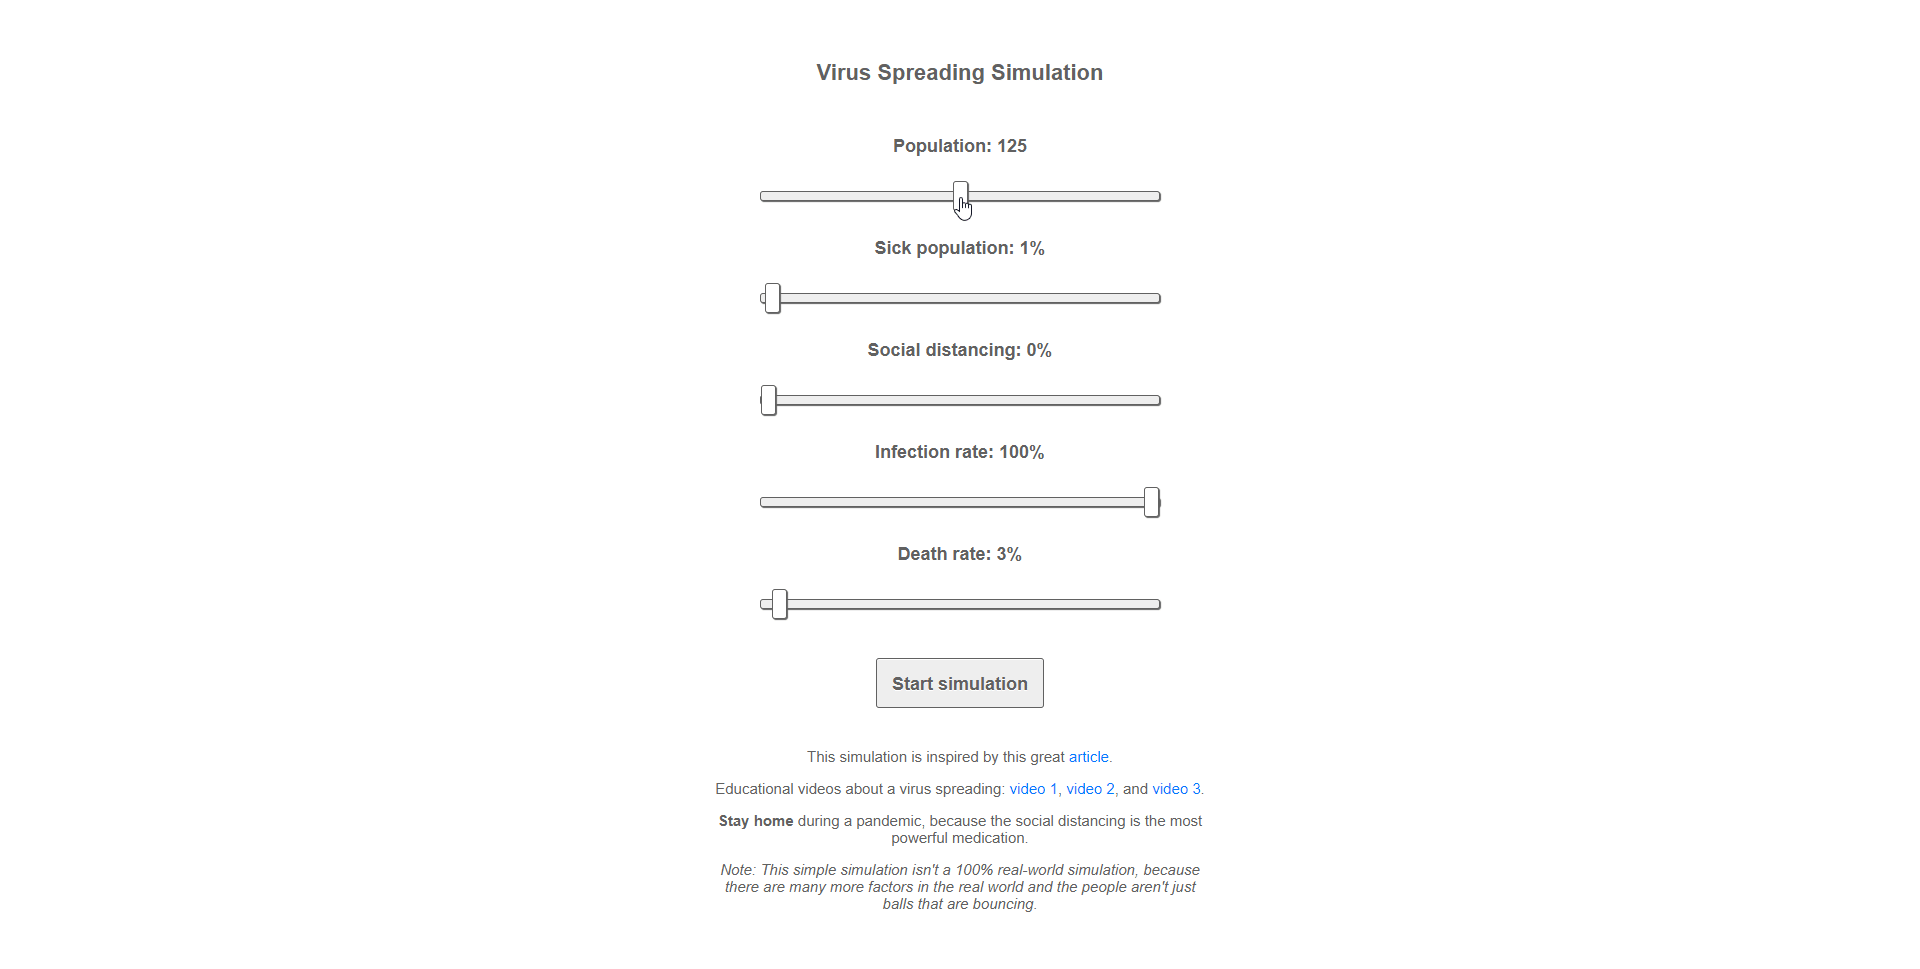 Virus Spreading Simulation
Population: 125
Sick population: 1%
Social distancing: 0%
Infection rate: 100%
Death rate: 3%
Start simulation
This simulation is inspired by this great article.
Educational videos about a virus spreading: video 1, video 2, and video 3.
Stay home during a pandemic, because the social distancing is the most
powerful medication.
Note: This simple simulation isn't a 100% real-world simulation, because
there are many more factors in the real world and the people aren't just
balls that are bouncing.